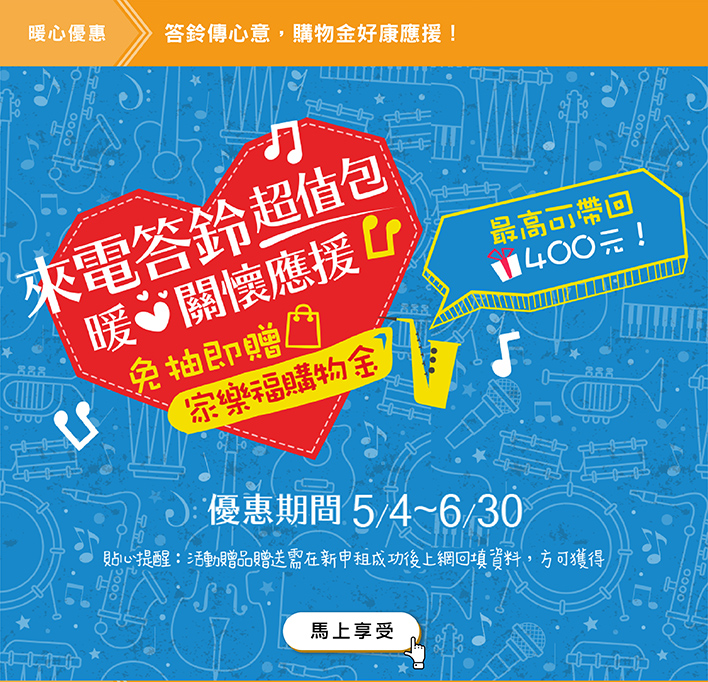 暖心優惠
答鈴傳心意，購物金好康應援！
來電答鈴超值包
暖 關懷應援
免抽即贈
家樂福購物金
最高可帶回
400元！
優惠期間 5/4~6/30
貼心提醒：活動贈品贈送需在新申租成功後上網回填資料，方可獲得
馬上享受